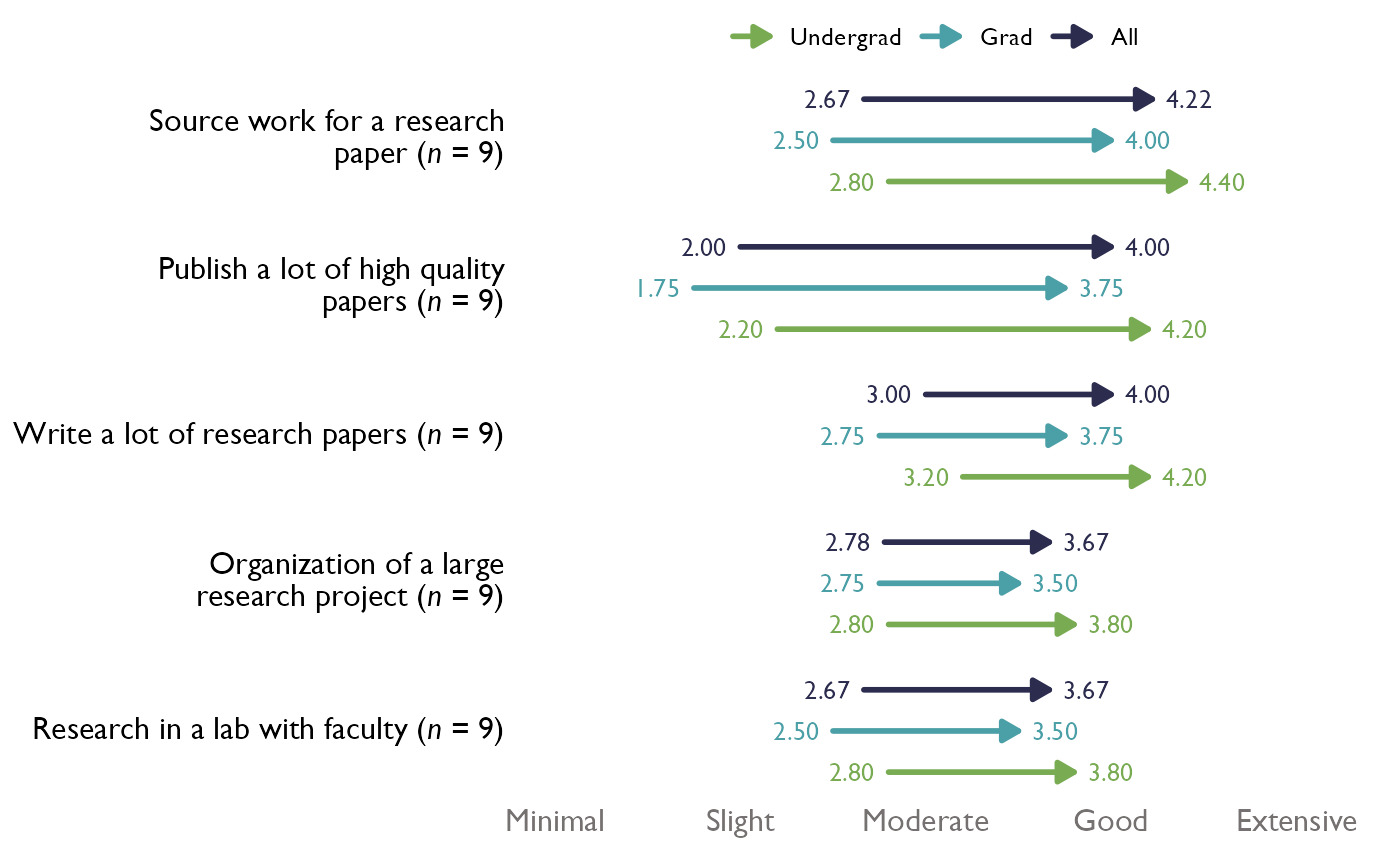 Undergrad Grad All
Source work for a research
paper (n = 9)
2.67 4.22
2.50 4.00
2.80 4.40
Publish a lot of high quality
papers (n = 9)
2.00 4.00
1.75 3.75
2.20 4.20
Write a lot of research papers (n = 9)
3.00 4.00
2.75 3.75
3.20 4.20
Organization of a large
research project (n = 9)
2.78 3.67
2.75 3.50
2.80 3.80
Research in a lab with faculty (n = 9)
2.67 3.67
2.50 3.50
2.80 3.80
Minimal Slight Moderate Good Extensive